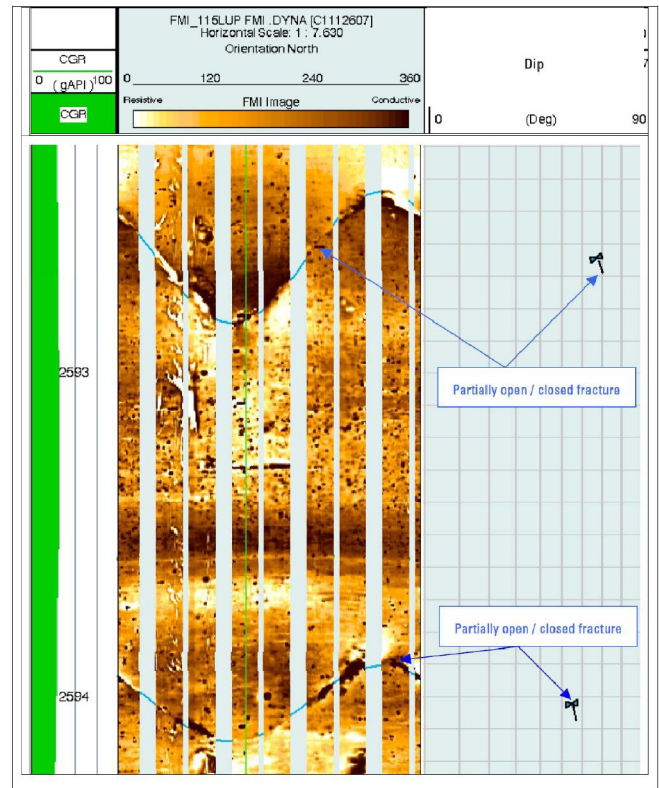 FMI_115LUP FMI .DYNA [C1112607]
Horizontal Scale: 1 : 7.630
Orientation North
CGR
0 (gAPI) 100
CGR
0 120 240 360
Resistive FMI Image Conductive
Dip
0 (Deg) 90
2593
Partially open / closed fracture
Partially open / closed fracture
2594